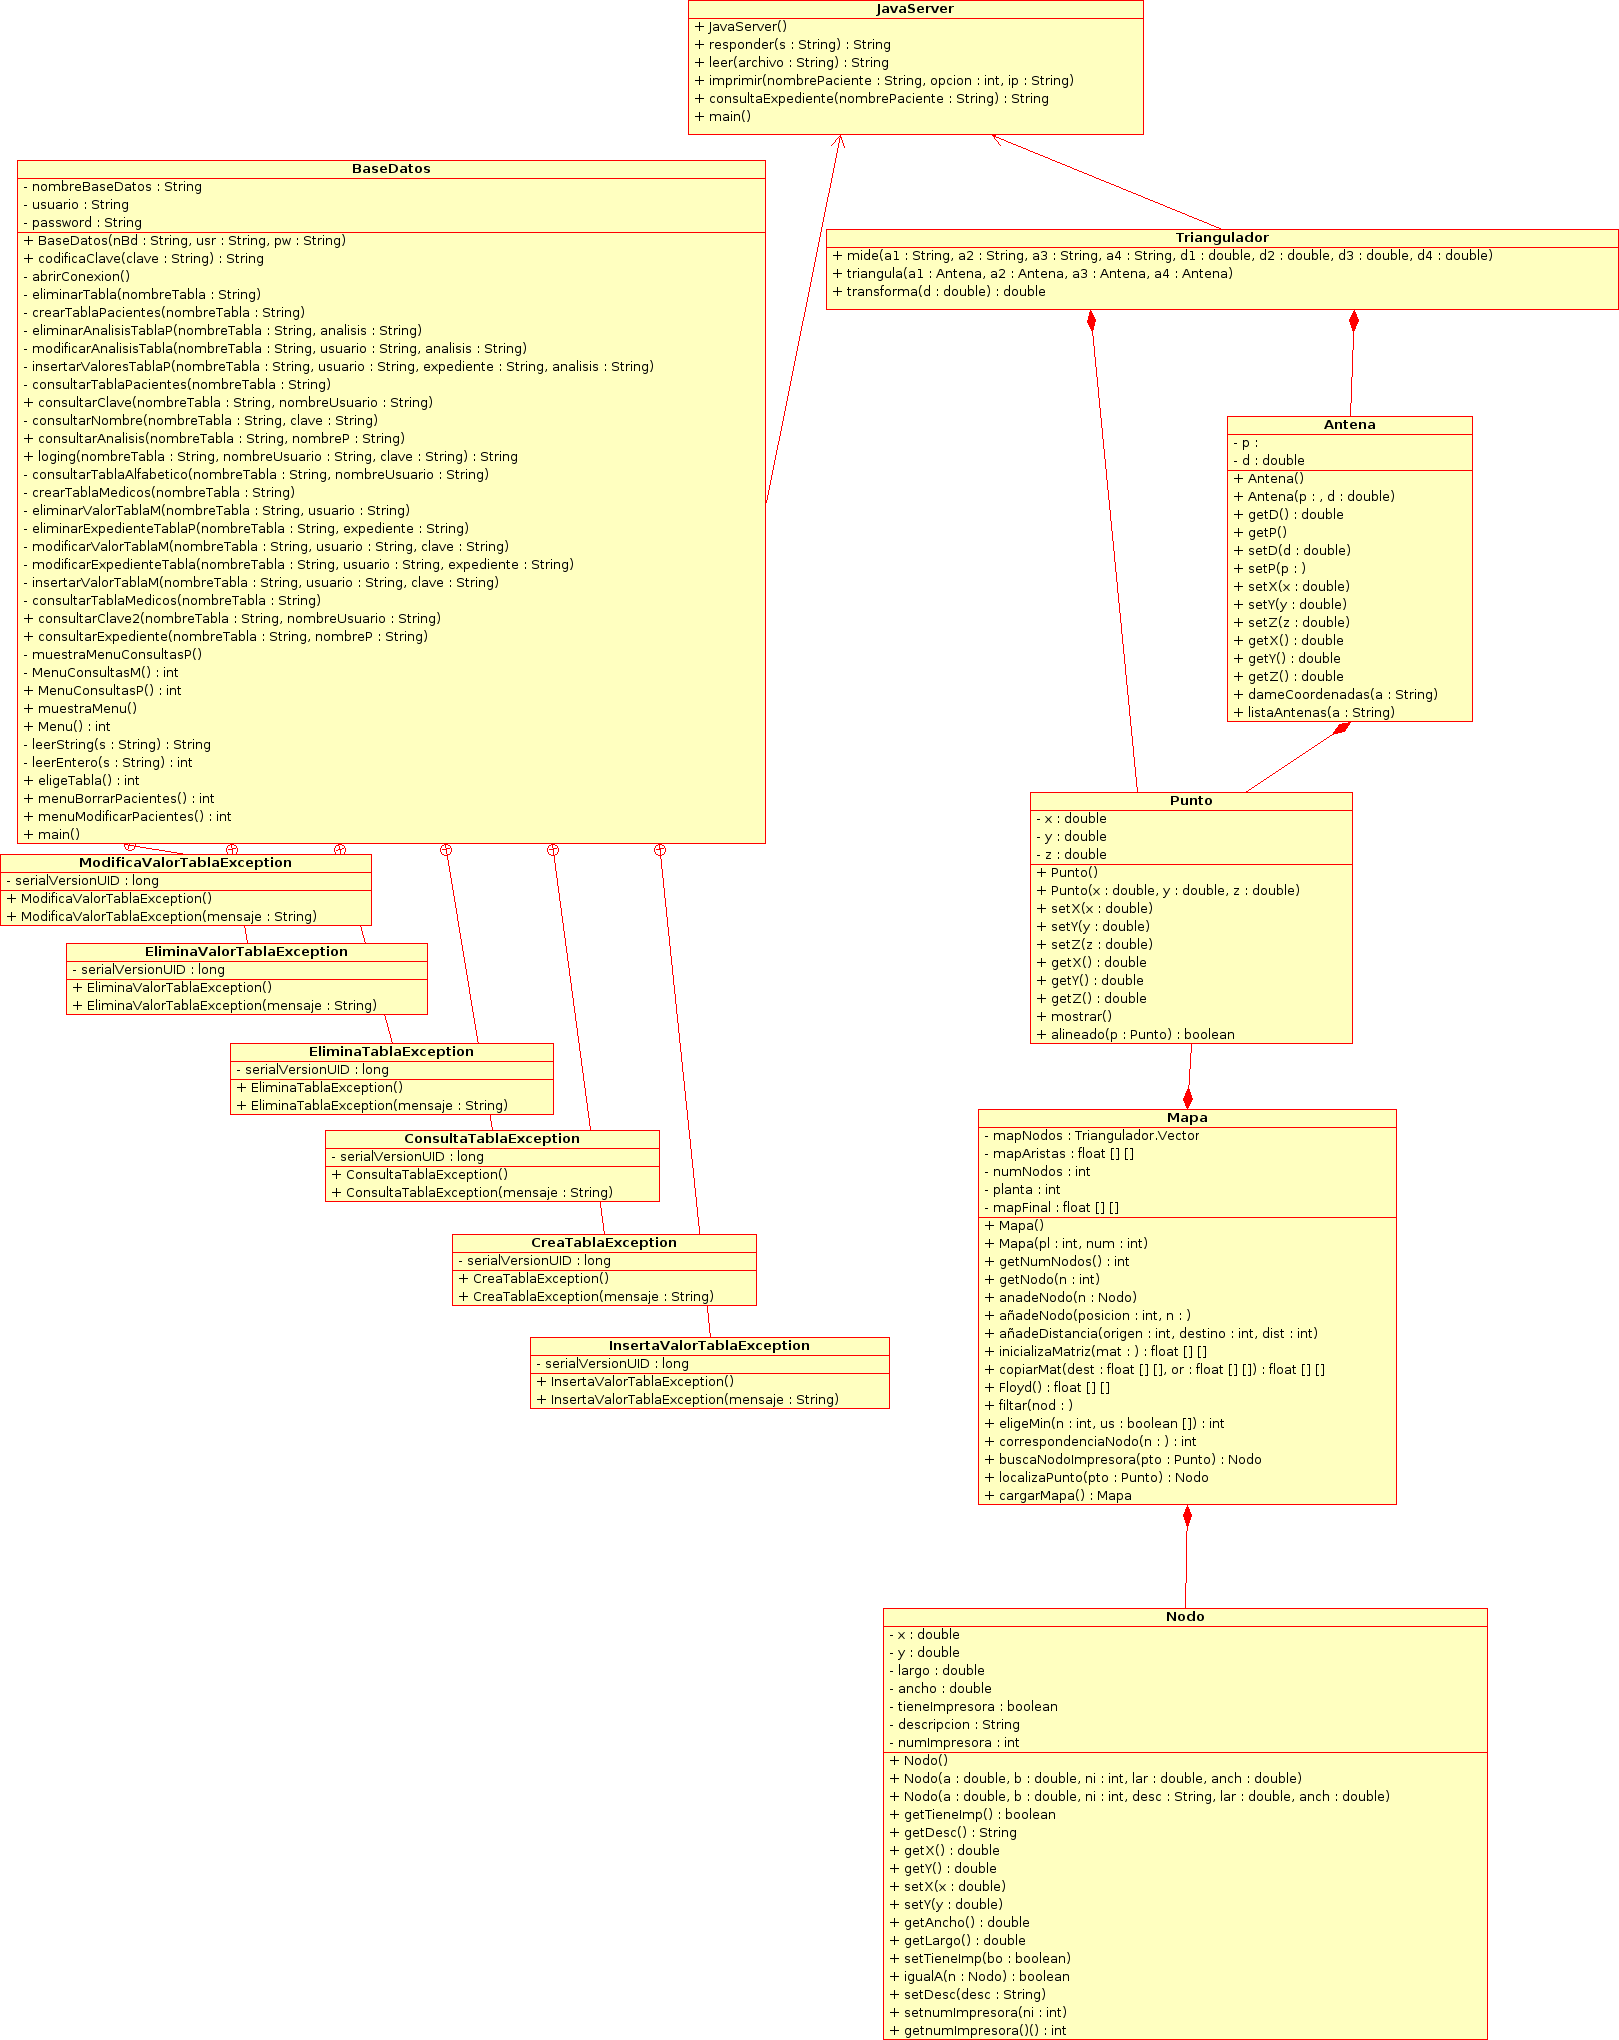 JavaServer
+ JavaServer()
+ responder(s : String) : String
+ leer(archivo : String) : String
+ imprimir(nombrePaciente : String, opcion : int, ip : String)
+ consultaExpediente(nombrePaciente : String) : String
+ main()
BaseDatos
- nombreBaseDatos : String
- usuario : String
- password : String
+ BaseDatos(nBd : String, usr : String, pw : String)
+ codificaClave(clave : String) : String
- abrirConexion()
- eliminarTabla(nombreTabla : String)
- crearTablaPacientes(nombreTabla : String)
- eliminarAnalisisTablaP(nombreTabla : String, analisis : String)
- modificarAnalisisTabla(nombreTabla : String, usuario : String, analisis : String)
- insertarValoresTablaP(nombreTabla : String, usuario : String, expediente : String, analisis : String)
- consultarTablaPacientes(nombreTabla : String)
+ consultarClave(nombreTabla : String, nombreUsuario : String)
- consultarNombre(nombreTabla : String, clave : String)
+ consultarAnalisis(nombreTabla : String, nombreP : String)
+ loging(nombreTabla : String, nombreUsuario : String, clave : String) : String
- consultarTablaAlfabetico(nombreTabla : String, nombreUsuario : String)
- crearTablaMedicos(nombreTabla : String)
- eliminarValorTablaM(nombreTabla : String, usuario : String)
- eliminarExpedienteTablaP(nombreTabla : String, expediente : String)
- modificarValorTablaM(nombreTabla : String, usuario : String, clave : String)
- modificarExpedienteTabla(nombreTabla : String, usuario : String, expediente : String)
- insertarValorTablaM(nombreTabla : String, usuario : String, clave : String)
- consultarTablaMedicos(nombreTabla : String)
+ consultarClave2(nombreTabla : String, nombreUsuario : String)
+ consultarExpediente(nombreTabla : String, nombreP : String)
- muestraMenuConsultasP()
- MenuConsultasM() : int
+ MenuConsultasP() : int
+ muestraMenu()
+ Menu() : int
- leerString(s : String) : String
- leerEntero(s : String) : int
+ eligeTabla() : int
+ menuBorrarPacientes() : int
+ menuModificarPacientes() : int
+ main()
Triangulador
+ mide(a1 : String, a2 : String, a3 : String, a4 : String, d1 : double, d2 : double, d3 : double, d4 : double)
+ triangula(a1 : Antena, a2 : Antena, a3 : Antena, a4 : Antena)
+ transforma(d : double) : double
Antena
- p :
- d : double
+ Antena()
+ Antena(p : , d : double)
+ getD() : double
+ getP()
+ setD(d : double)
+ setP(p : )
+ setX(x : double)
+ setY(y : double)
+ setZ(z : double)
+ getX() : double
+ getY() : double
+ getZ() : double
+ dameCoordenadas(a : String)
+ listaAntenas(a : String)
Punto
- x : double
- y : double
- z : double
+ Punto()
+ Punto(x : double, y : double, z : double)
+ setX(x : double)
+ setY(y : double)
+ setZ(z : double)
+ getX() : double
+ getY() : double
+ getZ() : double
+ mostrar()
+ alineado(p : Punto) : boolean
ModificaValorTablaException
- serialVersionUID : long
+ ModificaValorTablaException()
+ ModificaValorTablaException(mensaje : String)
EliminaValorTablaException
- serialVersionUID : long
+ EliminaValorTablaException()
+ EliminaValorTablaException(mensaje : String)
EliminaTablaException
- serialVersionUID : long
+ EliminaTablaException()
+ EliminaTablaException(mensaje : String)
ConsultaTablaException
- serialVersionUID : long
+ ConsultaTablaException()
+ ConsultaTablaException(mensaje : String)
CreaTablaException
- serialVersionUID : long
+ CreaTablaException()
+ CreaTablaException(mensaje : String)
InsertaValorTablaException
- serialVersionUID : long
+ InsertaValorTablaException()
+ InsertaValorTablaException(mensaje : String)
Mapa
- mapNodos : Triangulador.Vector
- mapAristas : float [] []
- numNodos : int
- planta : int
- mapFinal : float [] []
+ Mapa()
+ Mapa(pl : int, num : int)
+ getNumNodos() : int
+ getNodo(n : int)
+ anadeNodo(n : Nodo)
+ añadeNodo(posicion : int, n : )
+ añadeDistancia(origen : int, destino : int, dist : int)
+ inicializaMatriz(mat : ) : float [] []
+ copiarMat(dest : float [] [], or : float [] []) : float [] []
+ Floyd() : float [] []
+ filtar(nod : )
+ eligeMin(n : int, us : boolean []) : int
+ correspondenciaNodo(n : ) : int
+ buscaNodoImpresora(pto : Punto) : Nodo
+ localizaPunto(pto : Punto) : Nodo
+ cargarMapa() : Mapa
Nodo
- x : double
- y : double
- largo : double
- ancho : double
- tieneImpresora : boolean
- descripcion : String
- numImpresora : int
+ Nodo()
+ Nodo(a : double, b : double, ni : int, lar : double, anch : double)
+ Nodo(a : double, b : double, ni : int, desc : String, lar : double, anch : double)
+ getTieneImp() : boolean
+ getDesc() : String
+ getX() : double
+ getY() : double
+ setX(x : double)
+ setY(y : double)
+ getAncho() : double
+ getLargo() : double
+ setTieneImp(bo : boolean)
+ igualA(n : Nodo) : boolean
+ setDesc(desc : String)
+ setnumImpresora(ni : int)
+ getnumImpresora()() : int